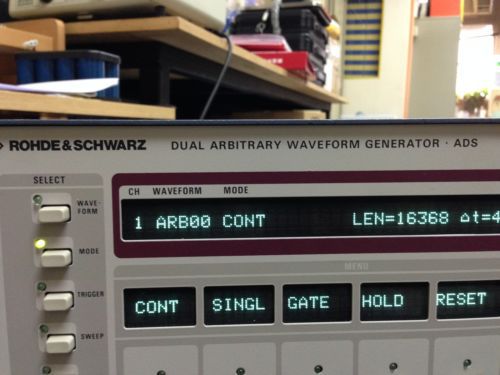 ROHDE & SCHWARZ DUAL ARBITRARY WAVEFORM GENERATOR · ADS
SELECT
CH WAVEFORM MODE
WAVE-
FORM
1 ARB00 CONT LEN=16368 Δt=4
MODE
MENU
TRIGGER
CONT SINGL GATE HOLD RESET
SWEEP